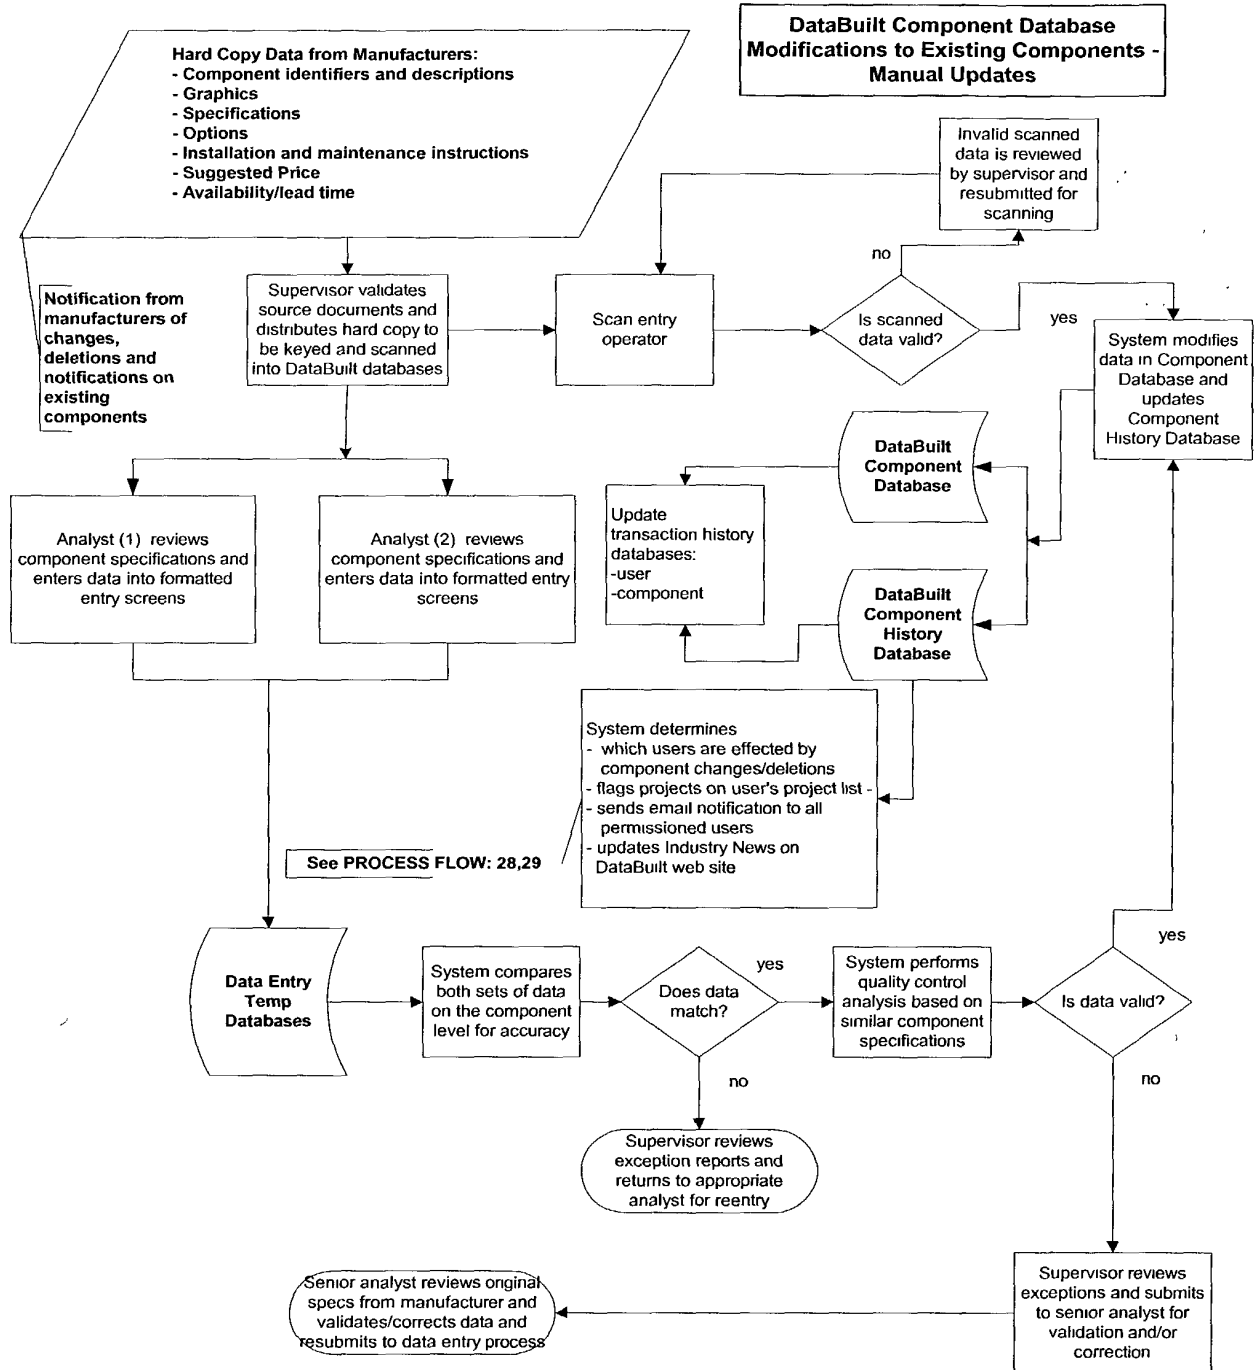 DataBuilt Component Database
Modifications to Existing Components -
Manual Updates
Hard Copy Data from Manufacturers:
- Component identifiers and descriptions
- Graphics
- Specifications
- Options
- Installation and maintenance instructions
- Suggested Price
- Availability/lead time
Invalid scanned
data is reviewed
by supervisor and
resubmitted for
scanning
no
Notification from
manufacturers of
changes,
deletions and
notifications on
existing
components
Supervisor validates
source documents and
distributes hard copy to
be keyed and scanned
into DataBuilt databases
Scan entry
operator
Is scanned
data valid?
yes
System modifies
data in Component
Database and
updates
Component
History Database
DataBuilt
Component
Database
Update
transaction history
databases:
-user
-component
DataBuilt
Component
History
Database
Analyst (1) reviews
component specifications and
enters data into formatted
entry screens
Analyst (2) reviews
component specifications and
enters data into formatted entry
screens
System determines
- which users are effected by
component changes/deletions
- flags projects on user's project list -
- sends email notification to all
permissioned users
- updates Industry News on
DataBuilt web site
See PROCESS FLOW: 28,29
Data Entry
Temp
Databases
System compares
both sets of data
on the component
level for accuracy
Does data
match?
yes
System performs
quality control
analysis based on
similar component
specifications
Is data valid?
yes
no
no
Supervisor reviews
exception reports and
returns to appropriate
analyst for reentry
Supervisor reviews
exceptions and submits
to senior analyst for
validation and/or
correction
Senior analyst reviews original
specs from manufacturer and
validates/corrects data and
resubmits to data entry process